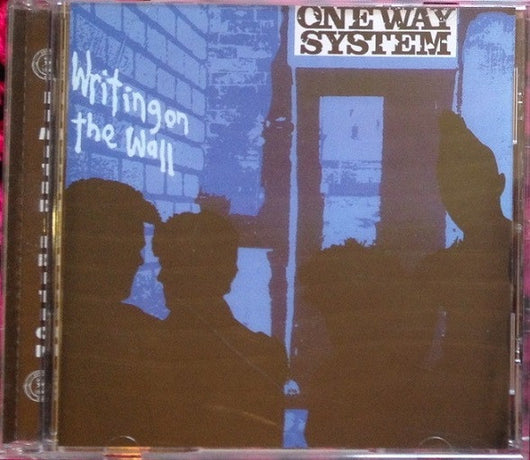 ONE WAY
SYSTEM
Writing on
the Wall